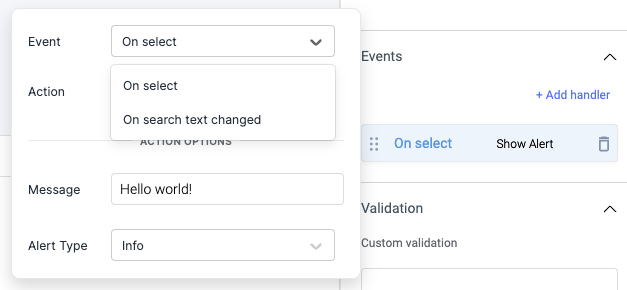 Event
On select
On select
On search text changed
Action
ACTION OPTIONS
Message
Hello world!
Alert Type
Info
Events
+ Add handler
On select
Show Alert
Validation
Custom validation